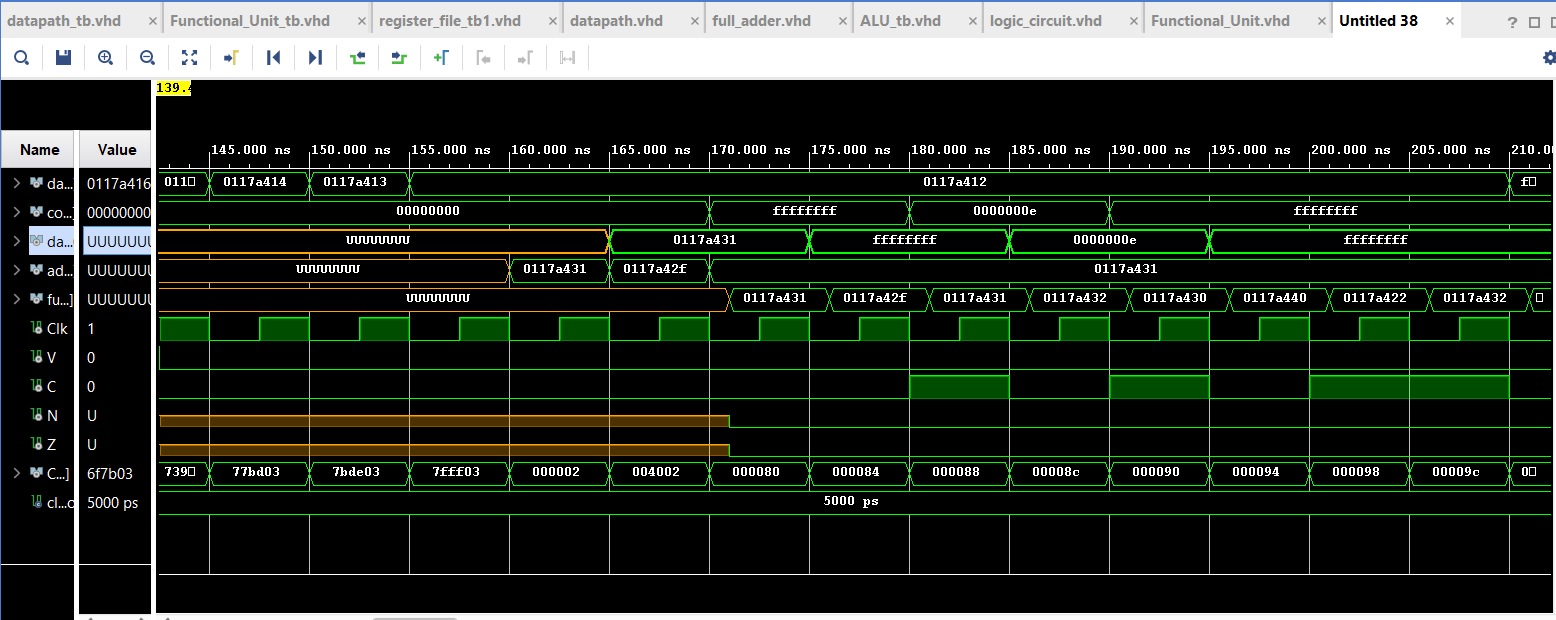 datapath_tb.vhd × Functional_Unit_tb.vhd × register_file_tb1.vhd × datapath.vhd × full_adder.vhd × ALU_tb.vhd × logic_circuit.vhd × Functional_Unit.vhd × Untitled 38 × ?
139.4
Name Value
145.000 ns 150.000 ns 155.000 ns 160.000 ns 165.000 ns 170.000 ns 175.000 ns 180.000 ns 185.000 ns 190.000 ns 195.000 ns 200.000 ns 205.000 ns 210.0
da... 0117a416 011 0117a414 0117a413 0117a412 f
co...] 00000000 00000000 ffffffff 0000000e ffffffff
da... UUUUUUU UUUUUUUU 0117a431 ffffffff 0000000e ffffffff
ad... UUUUUUU UUUUUUUU 0117a431 0117a42f 0117a431
fu...] UUUUUUU UUUUUUUU 0117a431 0117a42f 0117a431 0117a432 0117a430 0117a440 0117a422 0117a432
Clk 1
V 0
C 0
N U
Z U
C...] 6f7b03 739 77bd03 7bde03 7fff03 000002 004002 000080 000084 000088 00008c 000090 000094 000098 00009c 0
cl...o 5000 ps 5000 ps